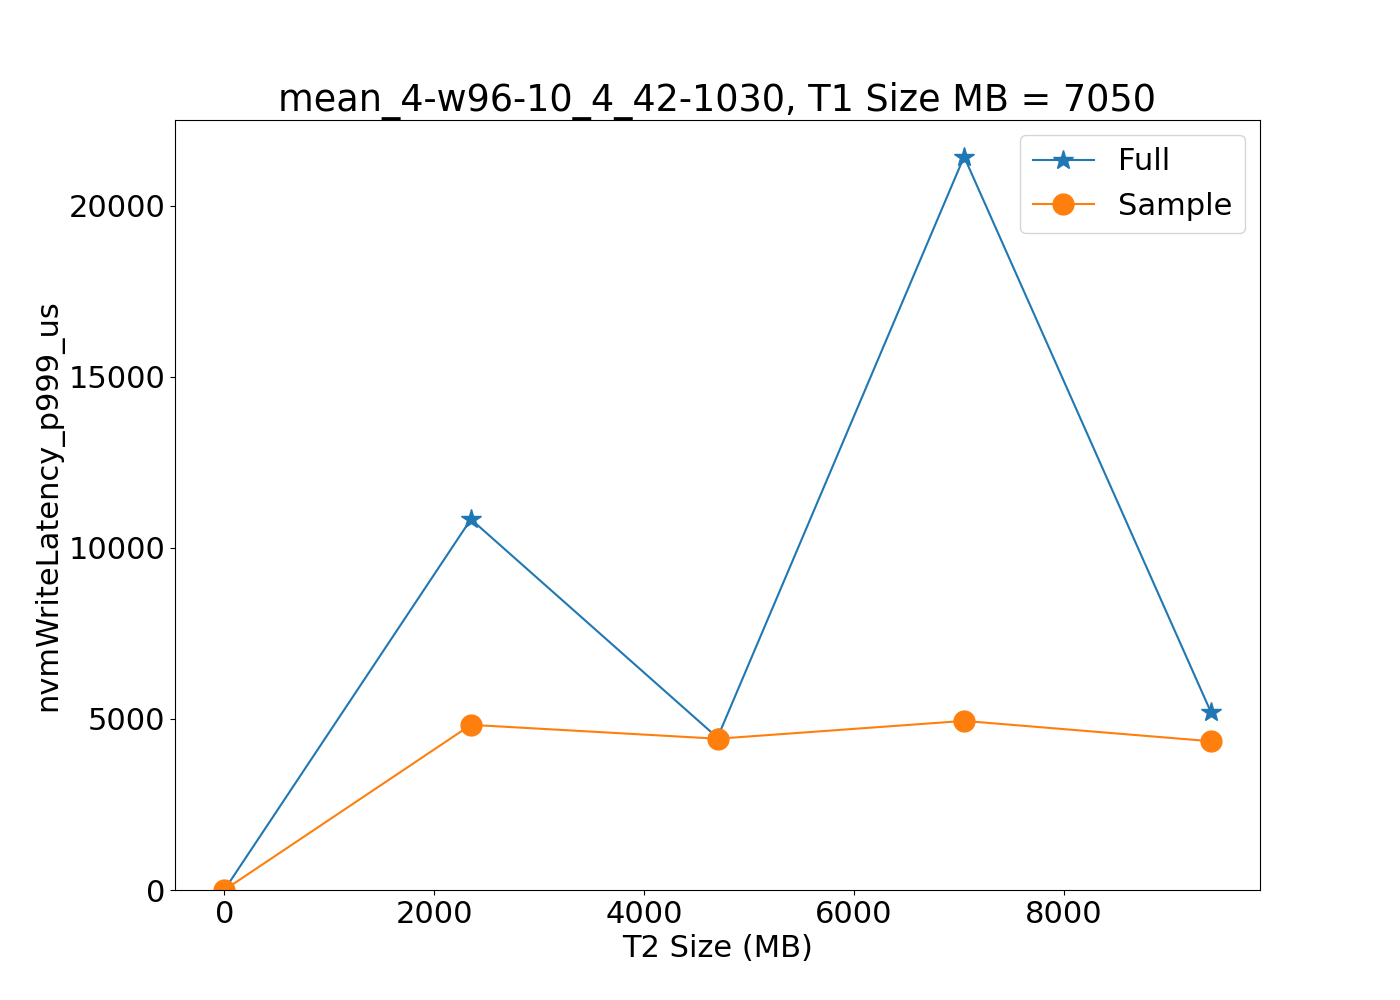 mean_4-w96-10_4_42-1030, T1 Size MB = 7050
Full
Sample
20000
15000
10000
5000
0
nvmWriteLatency_p999_us
0 2000 4000 6000 8000
T2 Size (MB)